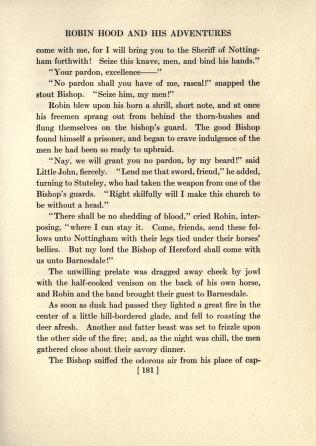 ROBIN HOOD AND HIS ADVENTURES
come with me, for I will bring you to the Sheriff of Notting-
ham forthwith! Seize this knave, men, and bind his hands."
"Your pardon, excellence——"
"No pardon shall you have of me, rascal!" snapped the
stout Bishop. "Seize him, my men!"
Robin blew upon his horn a shrill, short note, and at once
his freemen sprang out from behind the thorn-bushes and
flung themselves on the bishop's guard. The good Bishop
found himself a prisoner, and began to crave indulgence of the
men he had been so ready to upbraid.
"Nay, we will grant you no pardon, by my beard!" said
Little John, fiercely. "Lend me that sword, friend," he added,
turning to Stuteley, who had taken the weapon from one of the
Bishop's guards. "Right skilfully will I make this church to
be without a head."
"There shall be no shedding of blood," cried Robin, inter-
posing, "where I can stay it. Come, friends, send these fel-
lows unto Nottingham with their legs tied under their horses'
bellies. But my lord the Bishop of Hereford shall come with
us unto Barnesdale!"
The unwilling prelate was dragged away cheek by jowl
with the half-cooked venison on the back of his own horse,
and Robin and the band brought their guest to Barnesdale.
As soon as dusk had passed they lighted a great fire in the
center of a little hill-bordered glade, and fell to roasting the
deer afresh. Another and fatter beast was set to frizzle upon
the other side of the fire; and, as the night was chill, the men
gathered close about their savory dinner.
The Bishop sniffed the odorous air from his place of cap-
[ 181 ]